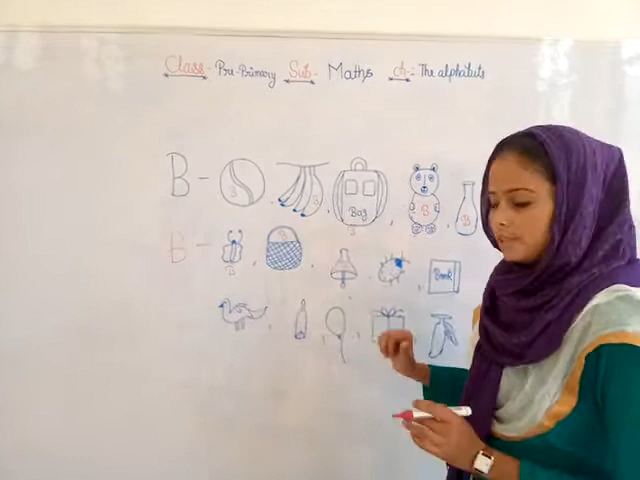 Class- Pre-Primary Sub- Maths Ch:- The alphabets
B - B B Bag B B B
B - B B Book